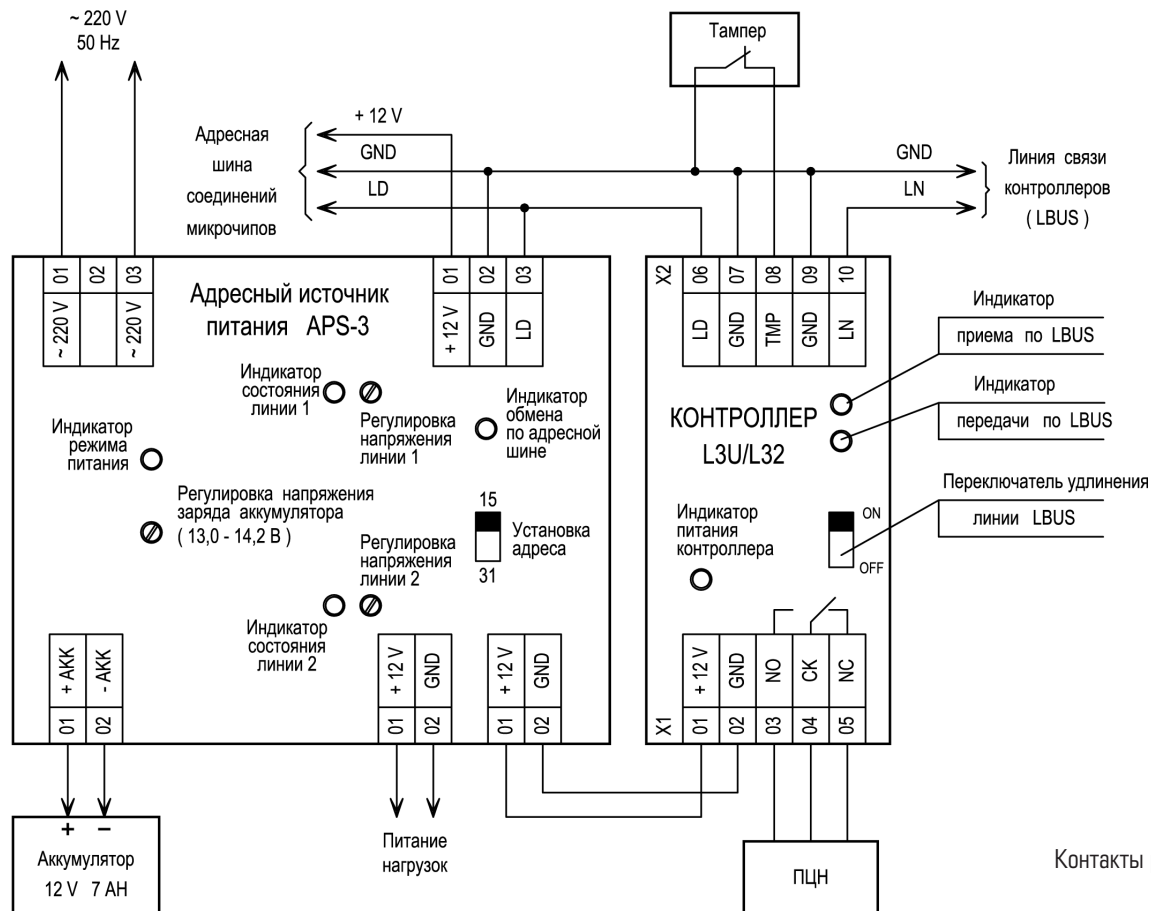 ~ 220 V
50 Hz
Тампер
Адресная
шина
соединений
микрочипов
+ 12 V
GND
LD
GND
LN
Линия связи
контроллеров
( LBUS )
01
02
03
~ 220 V
~ 220 V
Адресный источник
питания APS-3
01
02
03
+ 12 V
GND
LD
X2
06
07
08
09
10
LD
GND
TMP
GND
LN
Индикатор
приема по LBUS
Индикатор
передачи по LBUS
Переключатель удлинения
линии LBUS
Индикатор
состояния
линии 1
Регулировка
напряжения
линии 1
Индикатор
обмена
по адресной
шине
Индикатор
режима
питания
Регулировка напряжения
заряда аккумулятора
( 13,0 - 14,2 В )
15
Установка
адреса
31
Регулировка
напряжения
линии 2
Индикатор
состояния
линии 2
КОНТРОЛЛЕР
L3U/L32
Индикатор
питания
контроллера
ON
OFF
+ АКК
- АКК
01
02
+ 12 V
GND
01
02
+ 12 V
GND
01
02
+ 12 V
GND
NO
CK
NC
X1
01
02
03
04
05
+ −
Аккумулятор
12 V 7 AH
Питание
нагрузок
ПЦН
Контакты